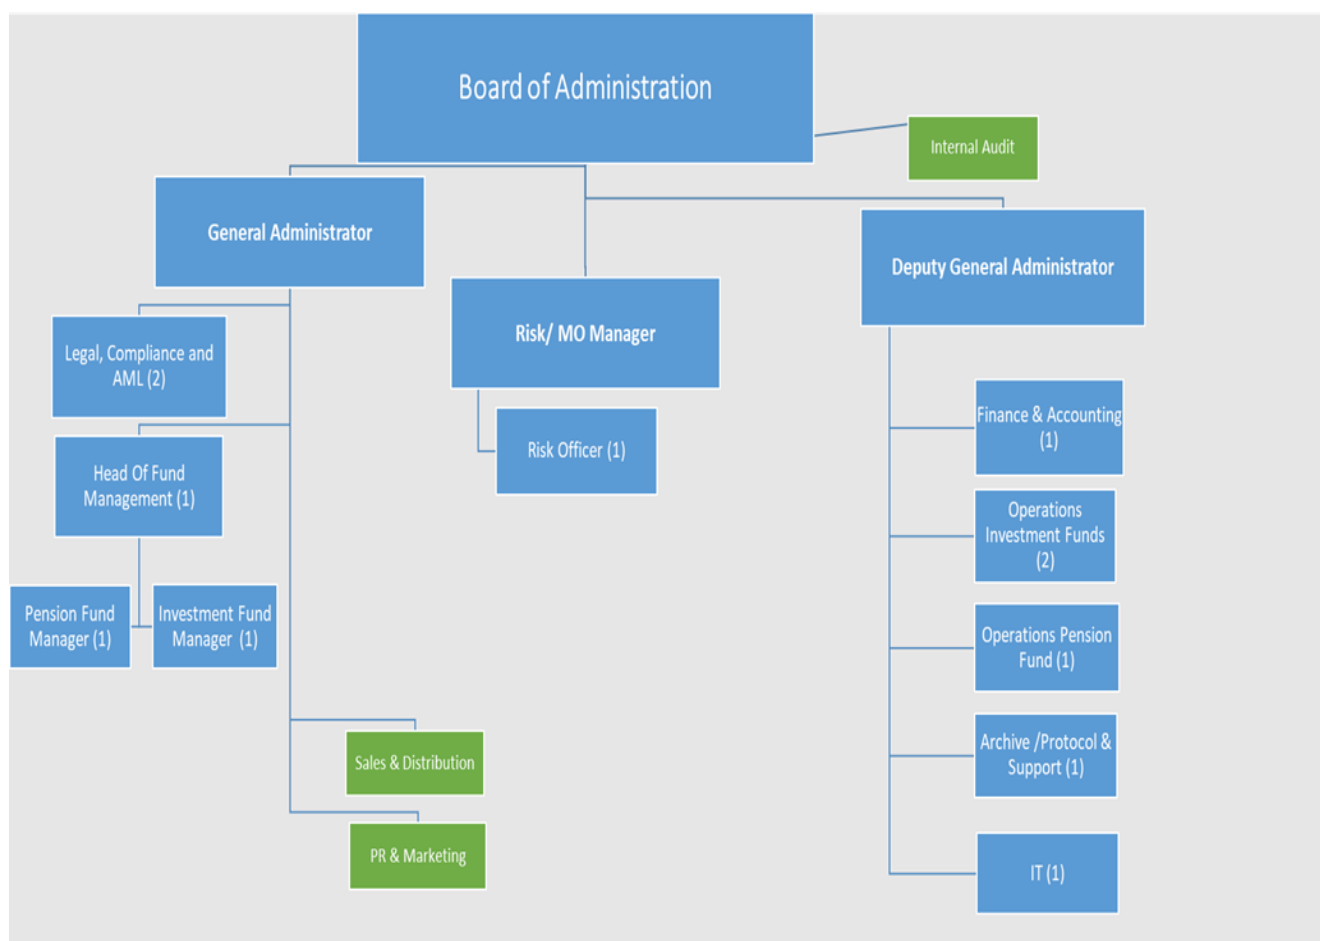 Board of Administration
Internal Audit
General Administrator
Deputy General Administrator
Risk/ MO Manager
Legal, Compliance and
AML (2)
Head Of Fund
Management (1)
Pension Fund
Manager (1)
Investment Fund
Manager (1)
Risk Officer (1)
Finance & Accounting
(1)
Operations
Investment Funds
(2)
Operations Pension
Fund (1)
Archive /Protocol &
Support (1)
IT (1)
Sales & Distribution
PR & Marketing